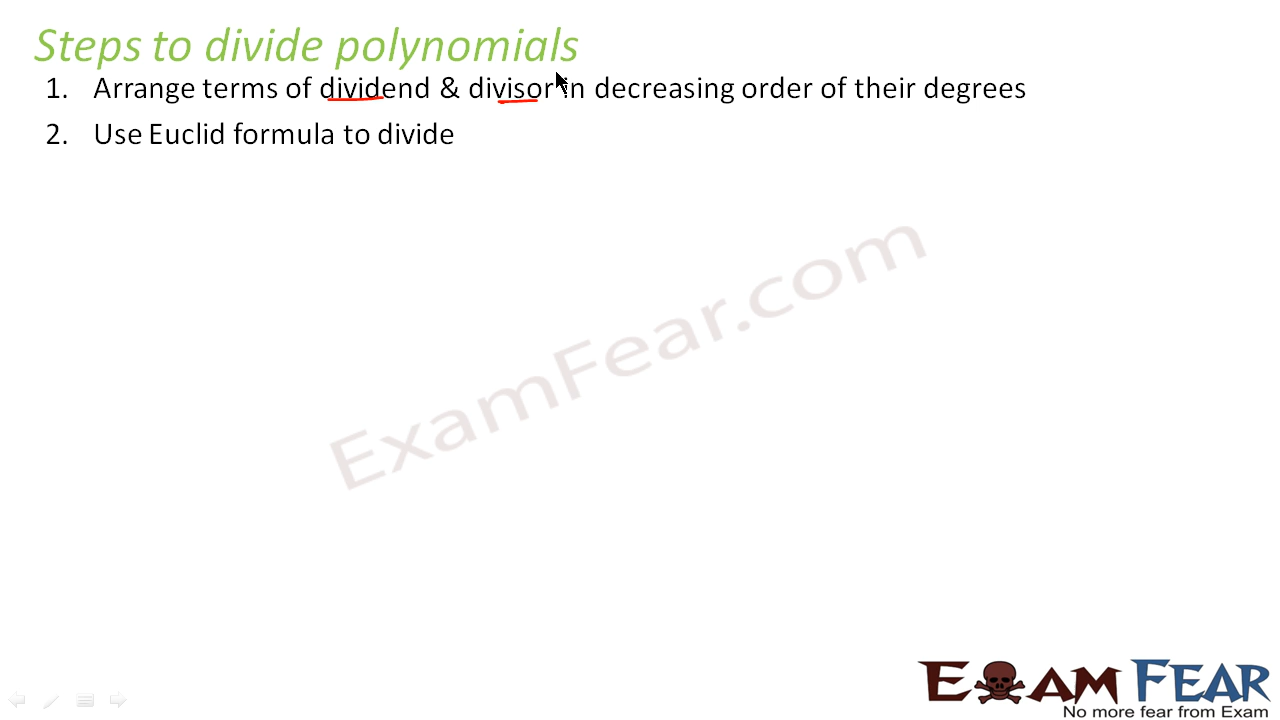 Steps to divide polynomials
1. Arrange terms of dividend & divisor in decreasing order of their degrees
2. Use Euclid formula to divide
ExamFear.com
EXAM FEAR
No more fear from Exam